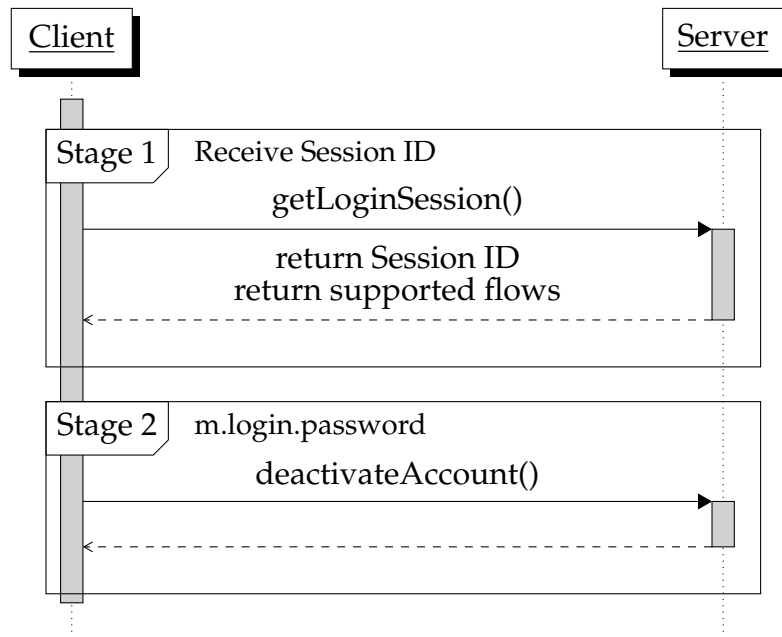 Client
Server
Stage 1
Receive Session ID
getLoginSession()
return Session ID
return supported flows
Stage 2
m.login.password
deactivateAccount()